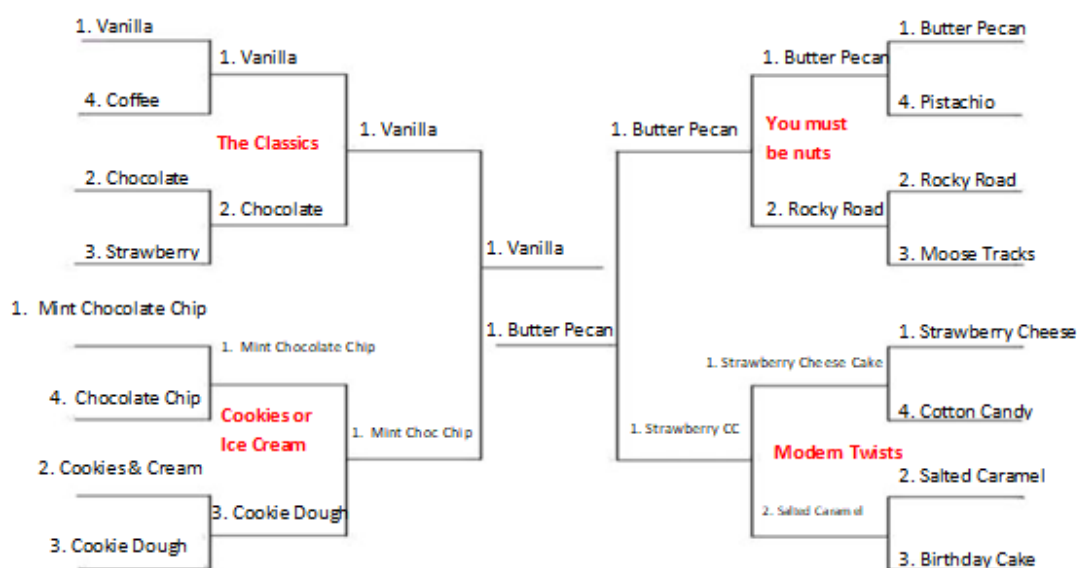 1. Vanilla
1. Vanilla
4. Coffee
The Classics
1. Vanilla
2. Chocolate
2. Chocolate
3. Strawberry
1. Vanilla
1. Mint Chocolate Chip
1. Mint Chocolate Chip
4. Chocolate Chip
Cookies or
Ice Cream
1. Mint Choc Chip
2. Cookies & Cream
3. Cookie Dough
3. Cookie Dough
1. Butter Pecan
1. Butter Pecan
1. Butter Pecan
4. Pistachio
You must
be nuts
1. Butter Pecan
2. Rocky Road
2. Rocky Road
3. Moose Tracks
1. Strawberry Cheese
1. Strawberry Cheese Cake
4. Cotton Candy
1. Strawberry CC
Modern Twists
2. Salted Caramel
2. Salted Caramel
3. Birthday Cake